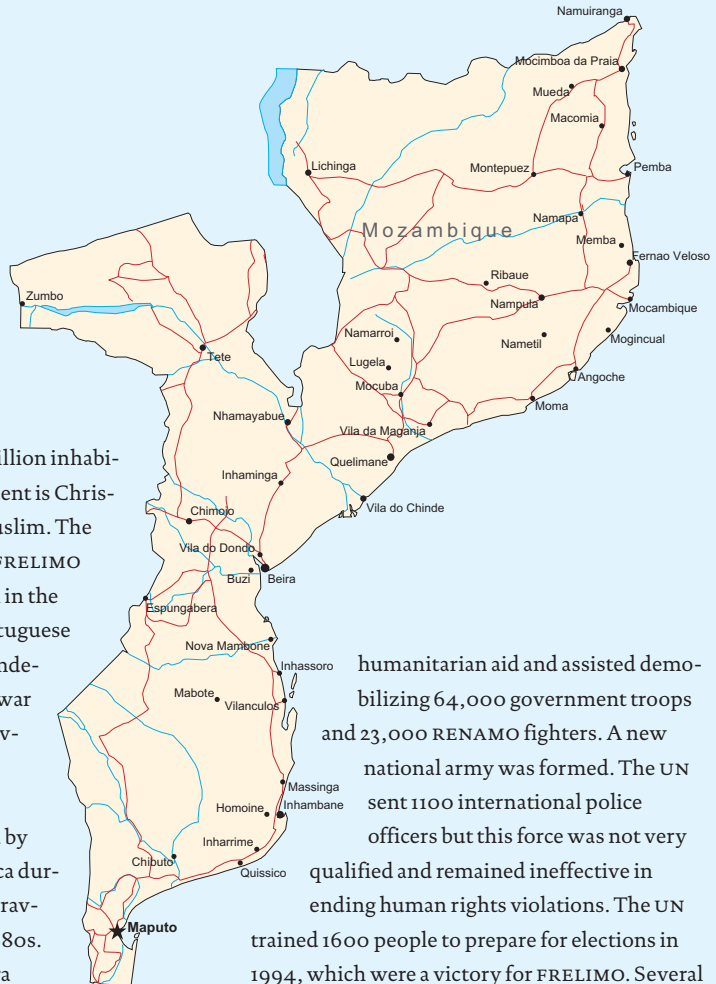 Namuiranga
Mocimboa da Praia
Mueda
Macomia
Lichinga
Montepuez
Pemba
Mozambique
Namapa
Memba
Fernao Veloso
Ribaue
Zumbo
Nampula
Mocambique
Namarroi
Nametil
Mogincual
Tete
Lugela
Mocuba
Angoche
Moma
Nhamayabue
Vila da Maganja
Quelimane
Inhaminga
Vila do Chinde
Chimojo
Vila do Dondo
Buzi
Beira
Espungabera
Nova Mambone
Inhassoro
Mabote
Vilanculos
Massinga
Homoine
Inhambane
Inharrime
Chibuto
Quissico
Maputo
illion inhabi-
ent is Chris-
uslim. The
FRELIMO
in the
tuguese
nde-
war
v-
by
ca dur-
rav-
80s.
ra
humanitarian aid and assisted demo-
bilizing 64,000 government troops
and 23,000 RENAMO fighters. A new
national army was formed. The UN
sent 1100 international police
officers but this force was not very
qualified and remained ineffective in
ending human rights violations. The UN
trained 1600 people to prepare for elections in
1994, which were a victory for FRELIMO. Several